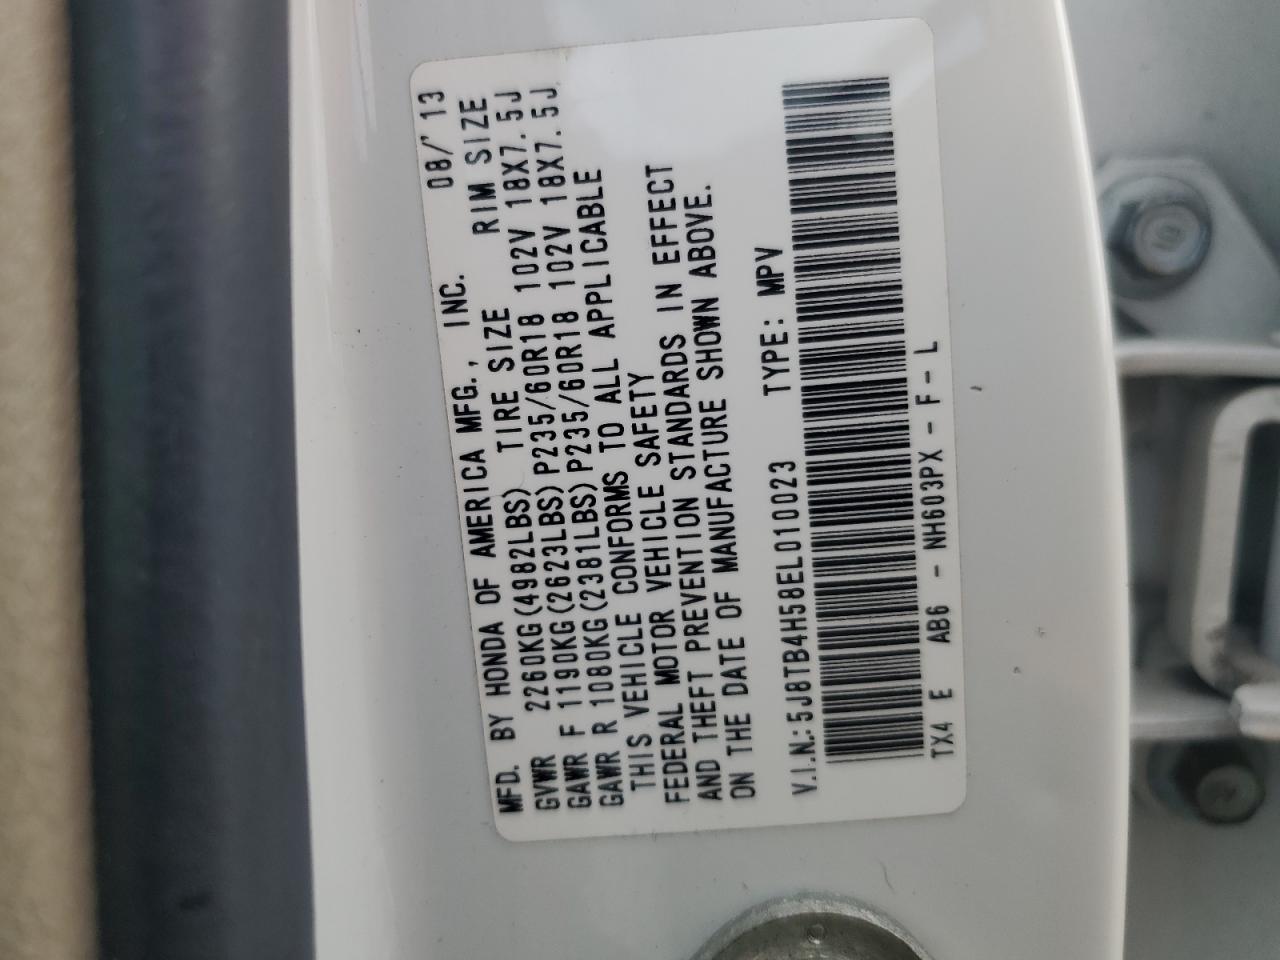 MFD. BY HONDA OF AMERICA MFG., INC. 08/'13
GVWR 2260KG(4982LBS) TIRE SIZE RIM SIZE
GAWR F 1190KG(2623LBS)P235/60R18 102V 18X7.5J
GAWR R 1080KG(2381LBS)P235/60R18 102V 18X7.5J
THIS VEHICLE CONFORMS TO ALL APPLICABLE
FEDERAL MOTOR VEHICLE SAFETY
AND THEFT PREVENTION STANDARDS IN EFFECT
ON THE DATE OF MANUFACTURE SHOWN ABOVE.
V.I.N.:5J8TB4H58EL010023 TYPE: MPV
TX4 E AB6 - NH603PX - F - L